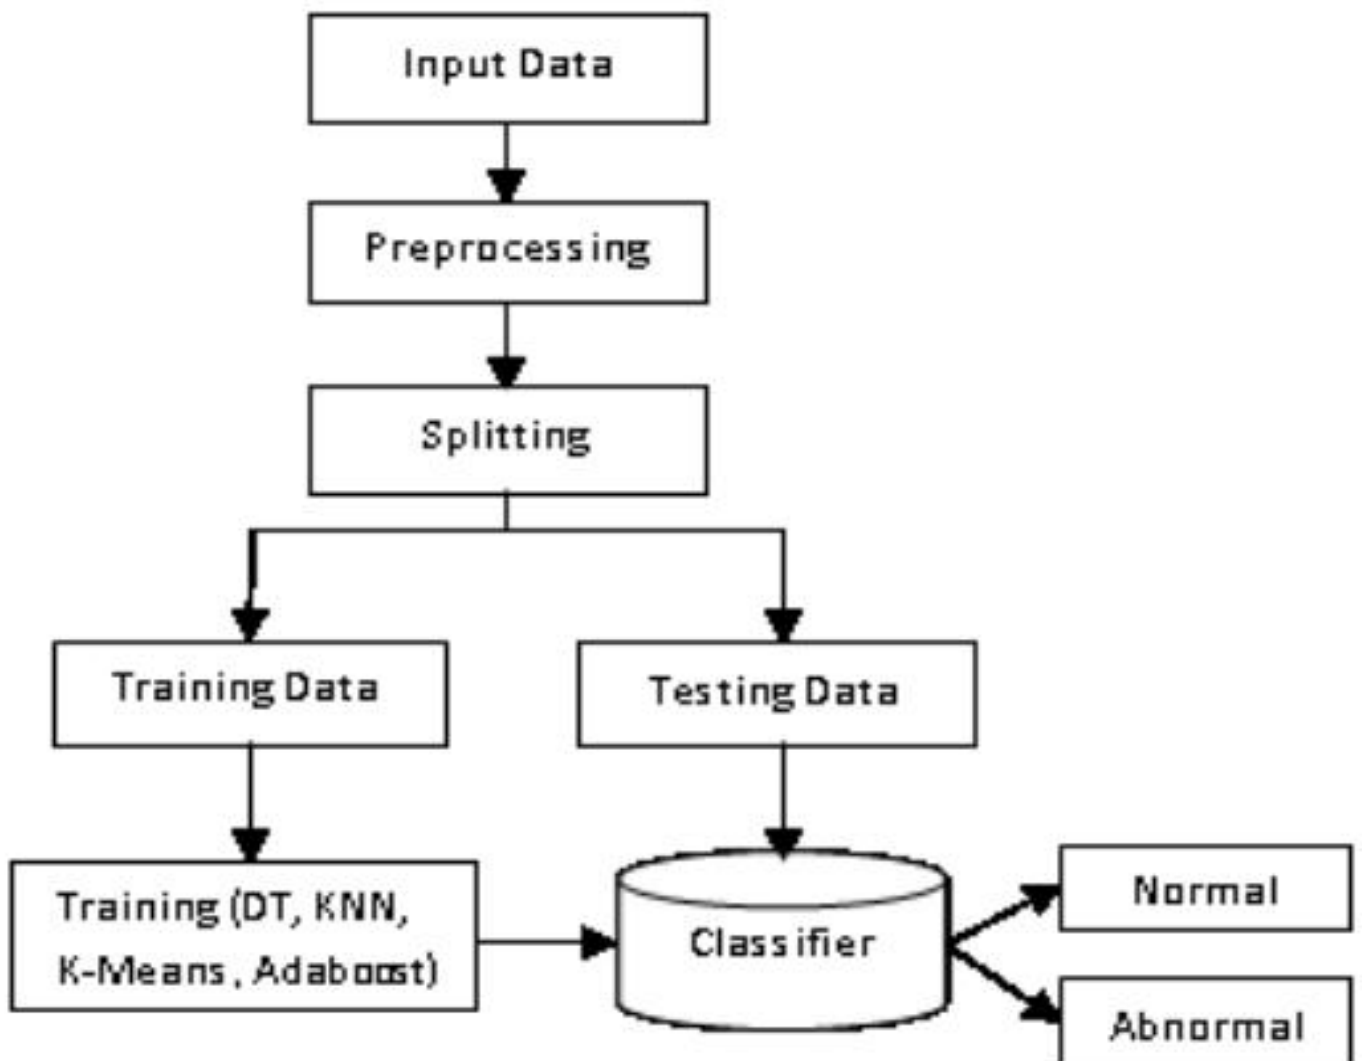 Input Data
Preprocessing
Splitting
Training Data
Testing Data
Training (DT, KNN,
K-Means, Adaboost)
Classifier
Normal
Abnormal